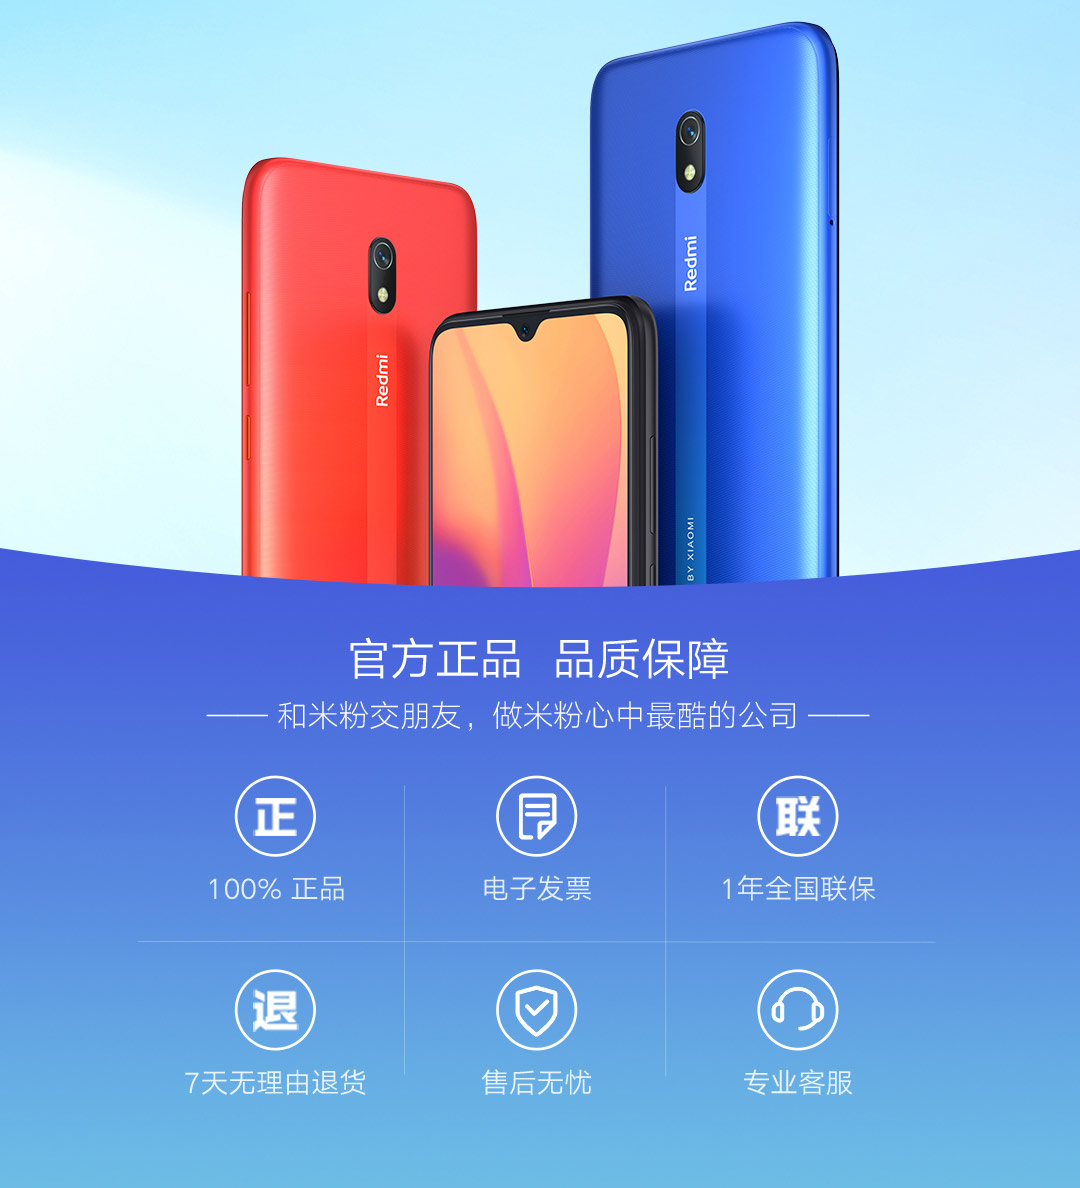 Redmi
Redmi
BY XIAOMI
官方正品 品质保障
和米粉交朋友，做米粉心中最酷的公司
正
联
100% 正品
电子发票
1年全国联保
退
7天无理由退货
售后无忧
专业客服